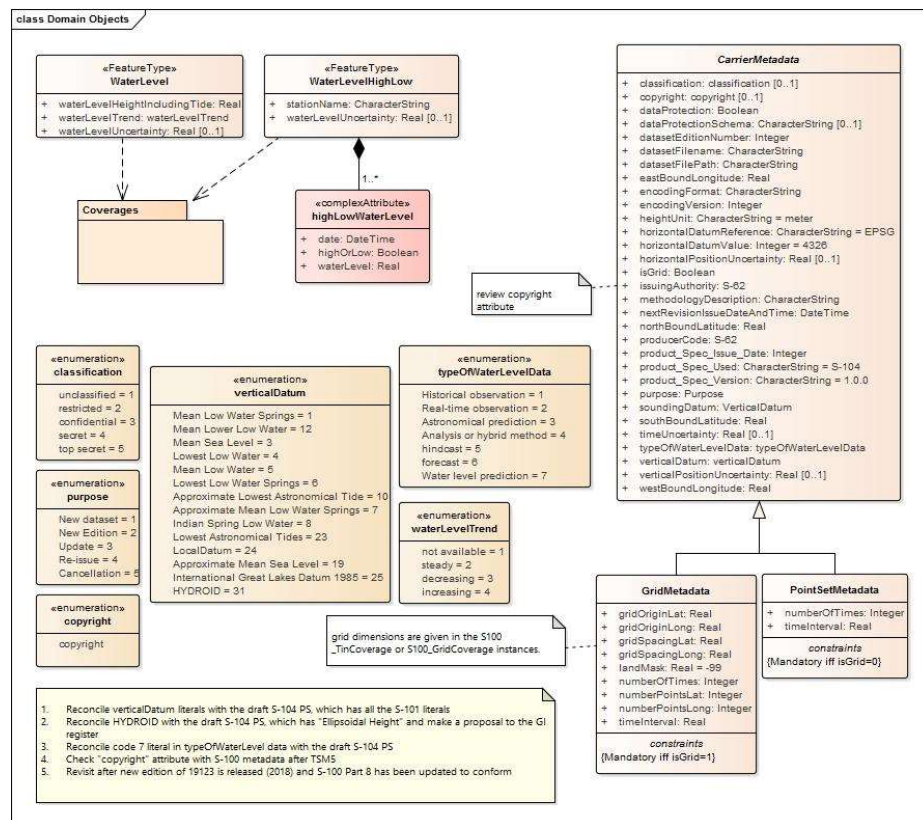 class Domain Objects
«FeatureType»
WaterLevel
+ waterLevelHeightIncludingTide: Real
+ waterLevelTrend: waterLevelTrend
+ waterLevelUncertainty: Real [0..1]
«FeatureType»
WaterLevelHighLow
+ stationName: CharacterString
+ waterLevelUncertainty: Real [0..1]
1..*
Coverages
«complexAttribute»
highLowWaterLevel
+ date: DateTime
+ highOrLow: Boolean
+ waterLevel: Real
CarrierMetadata
+ classification: classification [0..1]
+ copyright: copyright [0..1]
+ dataProtection: Boolean
+ dataProtectionSchema: CharacterString [0..1]
+ datasetEditionNumber: Integer
+ datasetFilename: CharacterString
+ datasetFilePath: CharacterString
+ eastBoundLongitude: Real
+ encodingFormat: CharacterString
+ encodingVersion: Integer
+ heightUnit: CharacterString = meter
+ horizontalDatumReference: CharacterString = EPSG
+ horizontalDatumValue: Integer = 4326
+ horizontalPositionUncertainty: Real [0..1]
+ isGrid: Boolean
+ issuingAuthority: S-62
+ methodologyDescription: CharacterString
+ nextRevisionIssueDateAndTime: DateTime
+ northBoundLatitude: Real
+ producerCode: S-62
+ product_Spec_Issue_Date: Integer
+ product_Spec_Used: CharacterString = S-104
+ product_Spec_Version: CharacterString = 1.0.0
+ purpose: Purpose
+ soundingDatum: VerticalDatum
+ southBoundLatitude: Real
+ timeUncertainty: Real [0..1]
+ typeOfWaterLevelData: typeOfWaterLevelData
+ verticalDatum: verticalDatum
+ verticalPositionUncertainty: Real [0..1]
+ westBoundLongitude: Real
review copyright
attribute
«enumeration»
classification
unclassified = 1
restricted = 2
confidential = 3
secret = 4
top secret = 5
«enumeration»
verticalDatum
Mean Low Water Springs = 1
Mean Lower Low Water = 12
Mean Sea Level = 3
Lowest Low Water = 4
Mean Low Water = 5
Lowest Low Water Springs = 6
Approximate Lowest Astronomical Tide = 10
Approximate Mean Low Water Springs = 7
Indian Spring Low Water = 8
Lowest Astronomical Tides = 23
LocalDatum = 24
Approximate Mean Sea Level = 19
International Great Lakes Datum 1985 = 25
HYDROID = 31
«enumeration»
typeOfWaterLevelData
Historical observation = 1
Real-time observation = 2
Astronomical prediction = 3
Analysis or hybrid method = 4
hindcast = 5
forecast = 6
Water level prediction = 7
«enumeration»
purpose
New dataset = 1
New Edition = 2
Update = 3
Re-issue = 4
Cancellation = 5
«enumeration»
waterLevelTrend
not available = 1
steady = 2
decreasing = 3
increasing = 4
«enumeration»
copyright
copyright
grid dimensions are given in the S100
_TinCoverage or S100_GridCoverage instances.
GridMetadata
+ gridOriginLat: Real
+ gridOriginLong: Real
+ gridSpacingLat: Real
+ gridSpacingLong: Real
+ landMask: Real = -99
+ numberOfTimes: Integer
+ numberPointsLat: Integer
+ numberPointsLong: Integer
+ timeInterval: Real
constraints
{Mandatory iff isGrid=1}
PointSetMetadata
+ numberOfTimes: Integer
+ timeInterval: Real
constraints
{Mandatory iff isGrid=0}
1. Reconcile verticalDatum literals with the draft S-104 PS, which has all the S-101 literals
2. Reconcile HYDROID with the draft S-104 PS, which has "Ellipsoidal Height" and make a proposal to the GI
register
3. Reconcile code 7 literal in typeOfWaterLevel data with the draft S-104 PS
4. Check "copyright" attribute with S-100 metadata after TSM5
5. Revisit after new edition of 19123 is released (2018) and S-100 Part 8 has been updated to conform